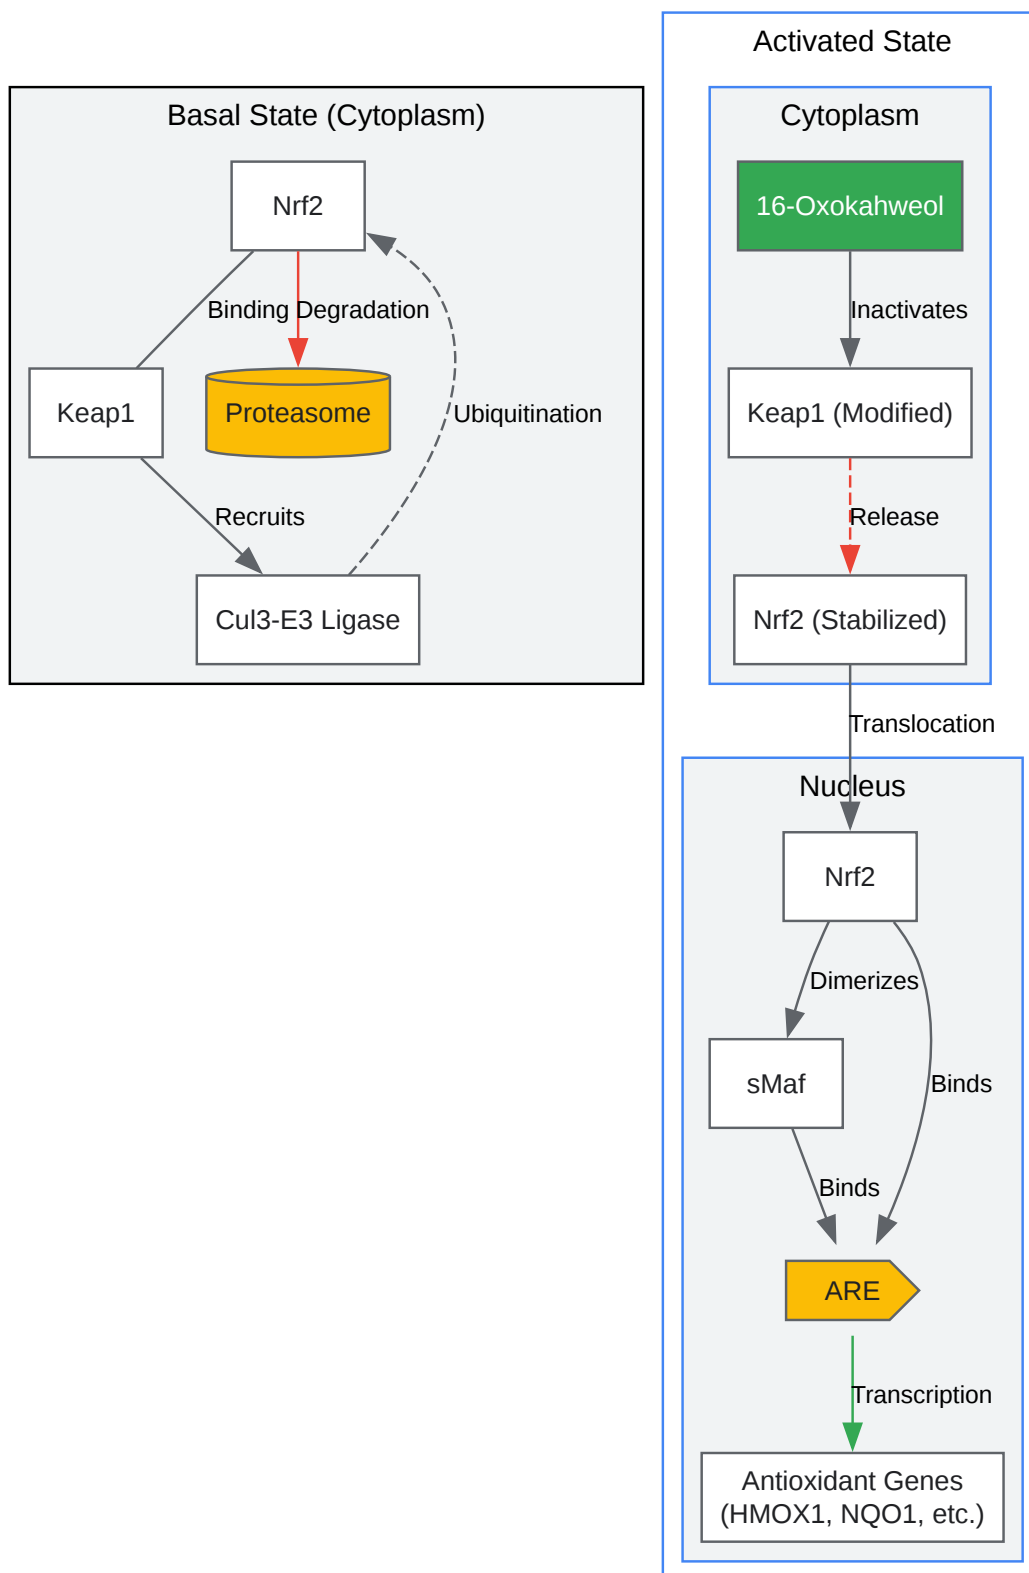 Basal State (Cytoplasm)
Nrf2
Binding
Degradation
Keap1
Proteasome
Ubiquitination
Recruits
Cul3-E3 Ligase
Activated State
Cytoplasm
16-Oxokahweol
Inactivates
Keap1 (Modified)
Release
Nrf2 (Stabilized)
Translocation
Nucleus
Nrf2
Dimerizes
sMaf
Binds
Binds
ARE
Transcription
Antioxidant Genes
(HMOX1, NQO1, etc.)